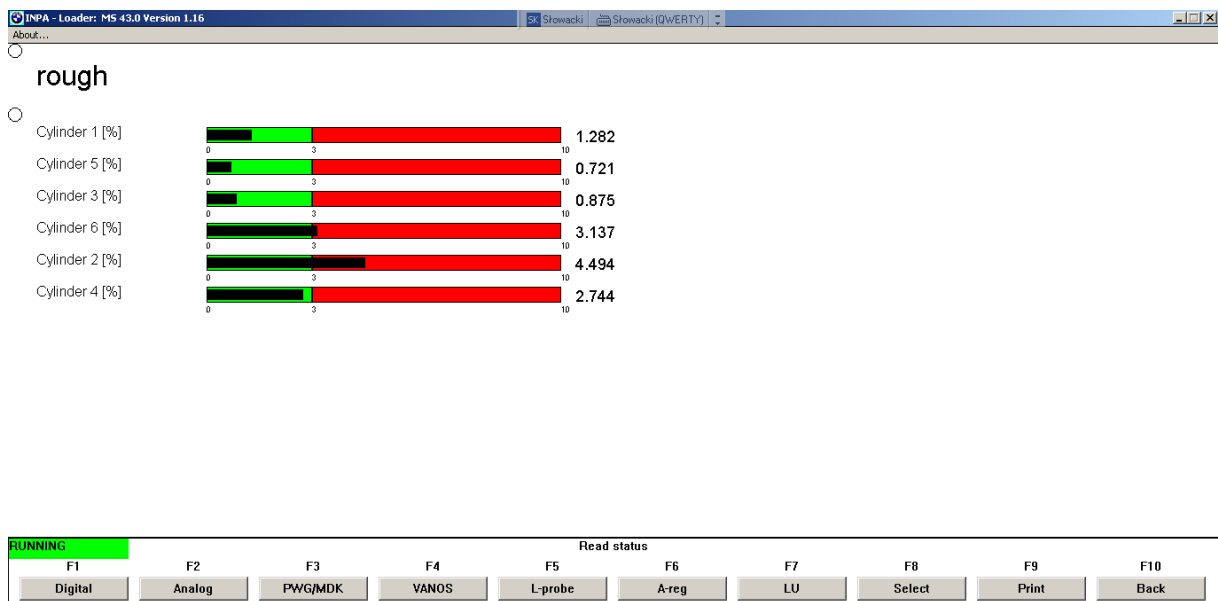 INPA - Loader: MS 43.0 Version 1.16
SK Słowacki Słowacki (QWERTY)
About...
rough
Cylinder 1 [%] 1.282
0 3 10
Cylinder 5 [%] 0.721
0 3 10
Cylinder 3 [%] 0.875
0 3 10
Cylinder 6 [%] 3.137
0 3 10
Cylinder 2 [%] 4.494
0 3 10
Cylinder 4 [%] 2.744
0 3 10
RUNNING Read status
F1 F2 F3 F4 F5 F6 F7 F8 F9 F10
Digital Analog PWG/MDK VANOS L-probe A-reg LU Select Print Back